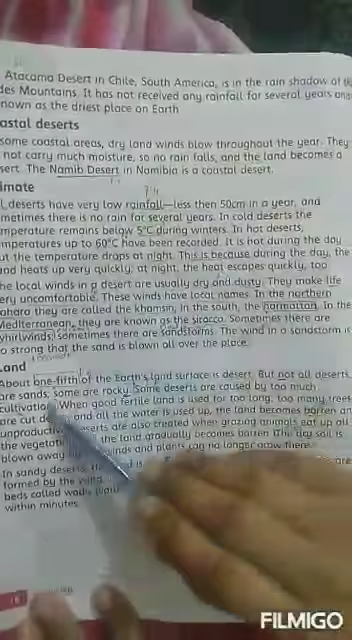 Atacama Desert in Chile, South America, is in the rain shadow of
des Mountains. It has not received any rainfall for several years and
nown as the driest place on Earth
astal deserts
some coastal areas, dry land winds blow throughout the year. They
not carry much moisture, so no rain falls, and the land becomes a
sert. The Namib Desert in Namibia is a coastal desert.
imate
deserts have very low rainfall—less then 50cm in a year, and
metimes there is no rain for several years. In cold deserts the
mperature remains below 5°C during winters. In hot deserts,
mperatures up to 60°C have been recorded. It is hot during the day
ut the temperature drops at night. This is because during the day, the
and heats up very quickly; at night, the heat escapes quickly, too
he local winds in a desert are usually dry and dusty. They make life
ery uncomfortable. These winds have local names. In the northern
ahara they are called the khamsin, in the south, the harmattan. In the
Mediterranean, they are known as the sirocco. Sometimes there are
whirlwinds; sometimes there are sandstorms. The wind in a sandstorm is
o strong that the sand is blown all over the place.
Land
About one-fifth of the Earth's land surface is desert. But not all deserts
are sands; some are rocky. Some deserts are caused by too much
cultivation. When good fertile land is used for too long, too many trees
are cut and all the water is used up, the land becomes barren an
unproductiv serts are also created when grazing animals eat up all
the vegetati the land gradually becomes barren. The dry soil is
blown away inds and plants can no longer grow there.
In sandy deser are
formed by the wind
beds called wadis
within minutes.
FILMIGO